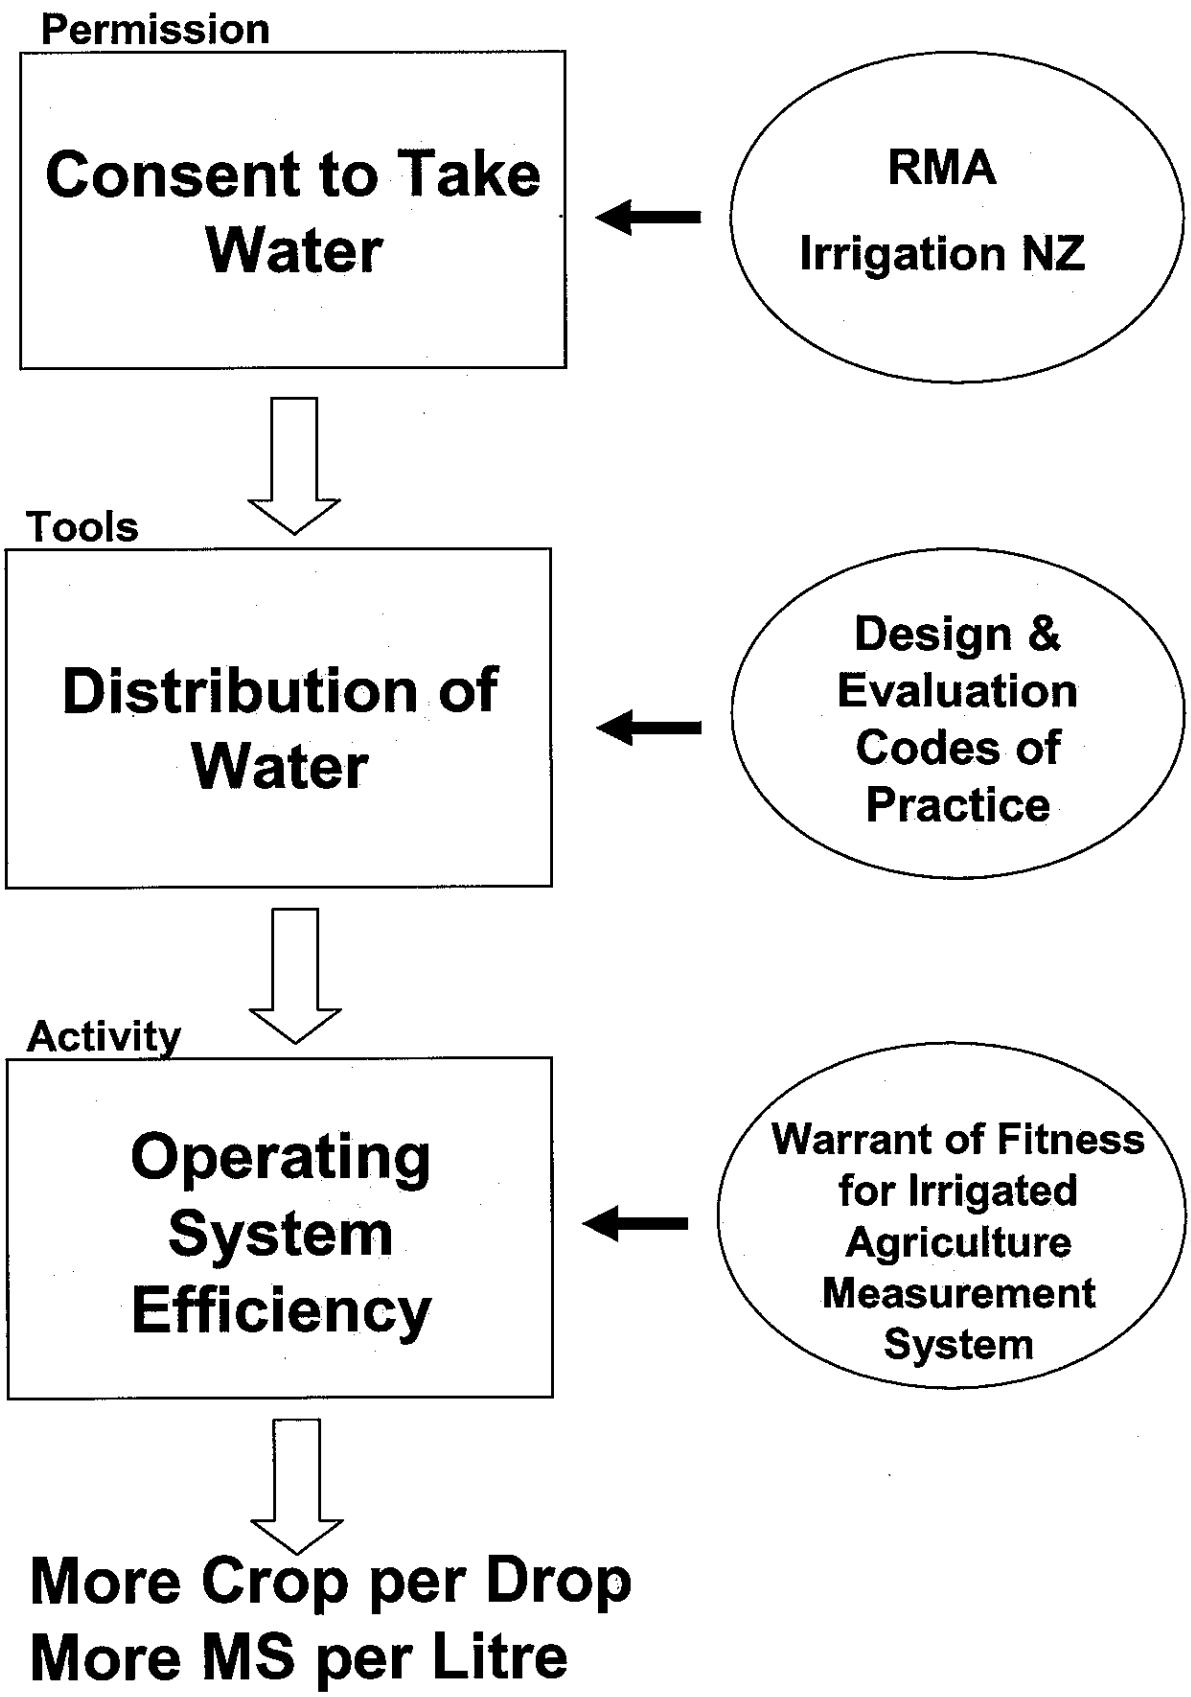 Permission
Consent to Take
Water
RMA
Irrigation NZ
Tools
Distribution of
Water
Design &
Evaluation
Codes of
Practice
Activity
Operating
System
Efficiency
Warrant of Fitness
for Irrigated
Agriculture
Measurement
System
More Crop per Drop
More MS per Litre